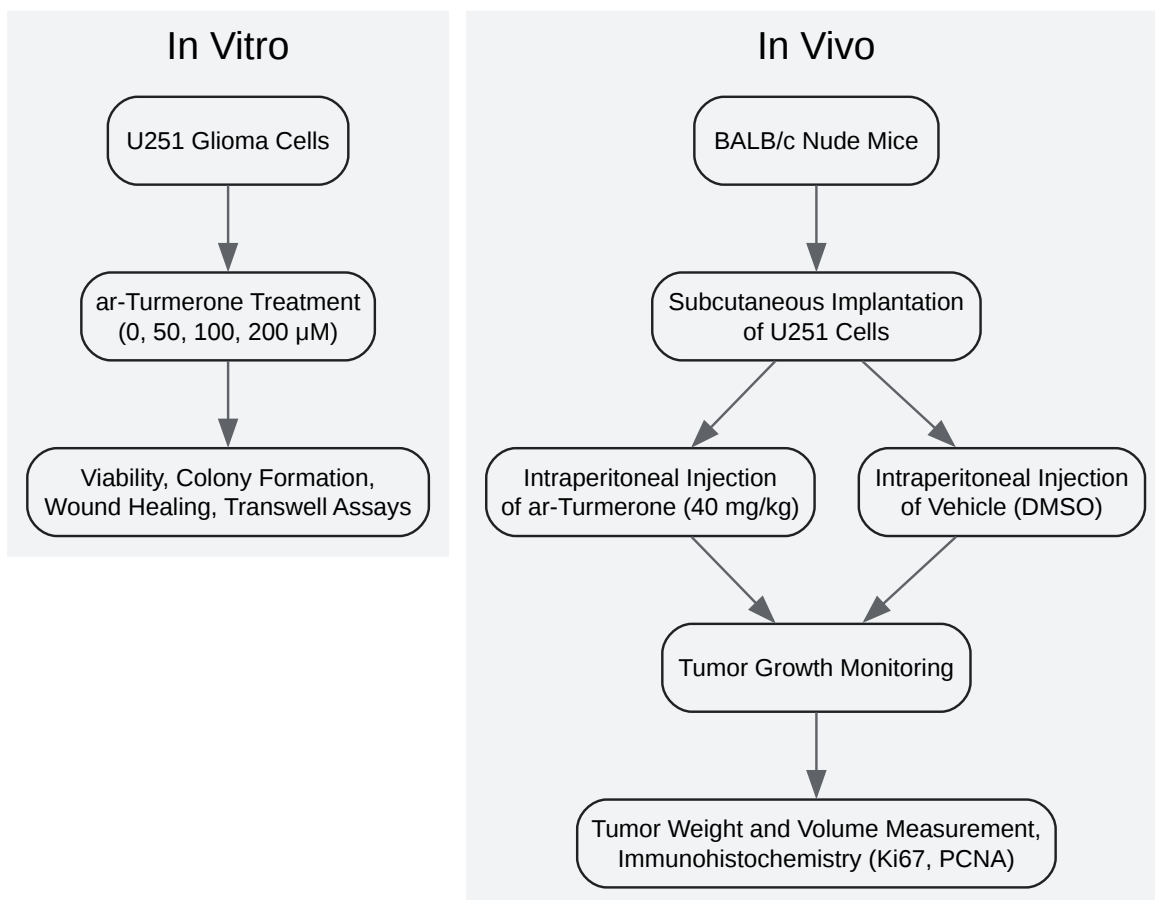 In Vitro
U251 Glioma Cells
ar-Turmerone Treatment
(0, 50, 100, 200 μM)
Viability, Colony Formation,
Wound Healing, Transwell Assays
In Vivo
BALB/c Nude Mice
Subcutaneous Implantation
of U251 Cells
Intraperitoneal Injection
of ar-Turmerone (40 mg/kg)
Intraperitoneal Injection
of Vehicle (DMSO)
Tumor Growth Monitoring
Tumor Weight and Volume Measurement,
Immunohistochemistry (Ki67, PCNA)